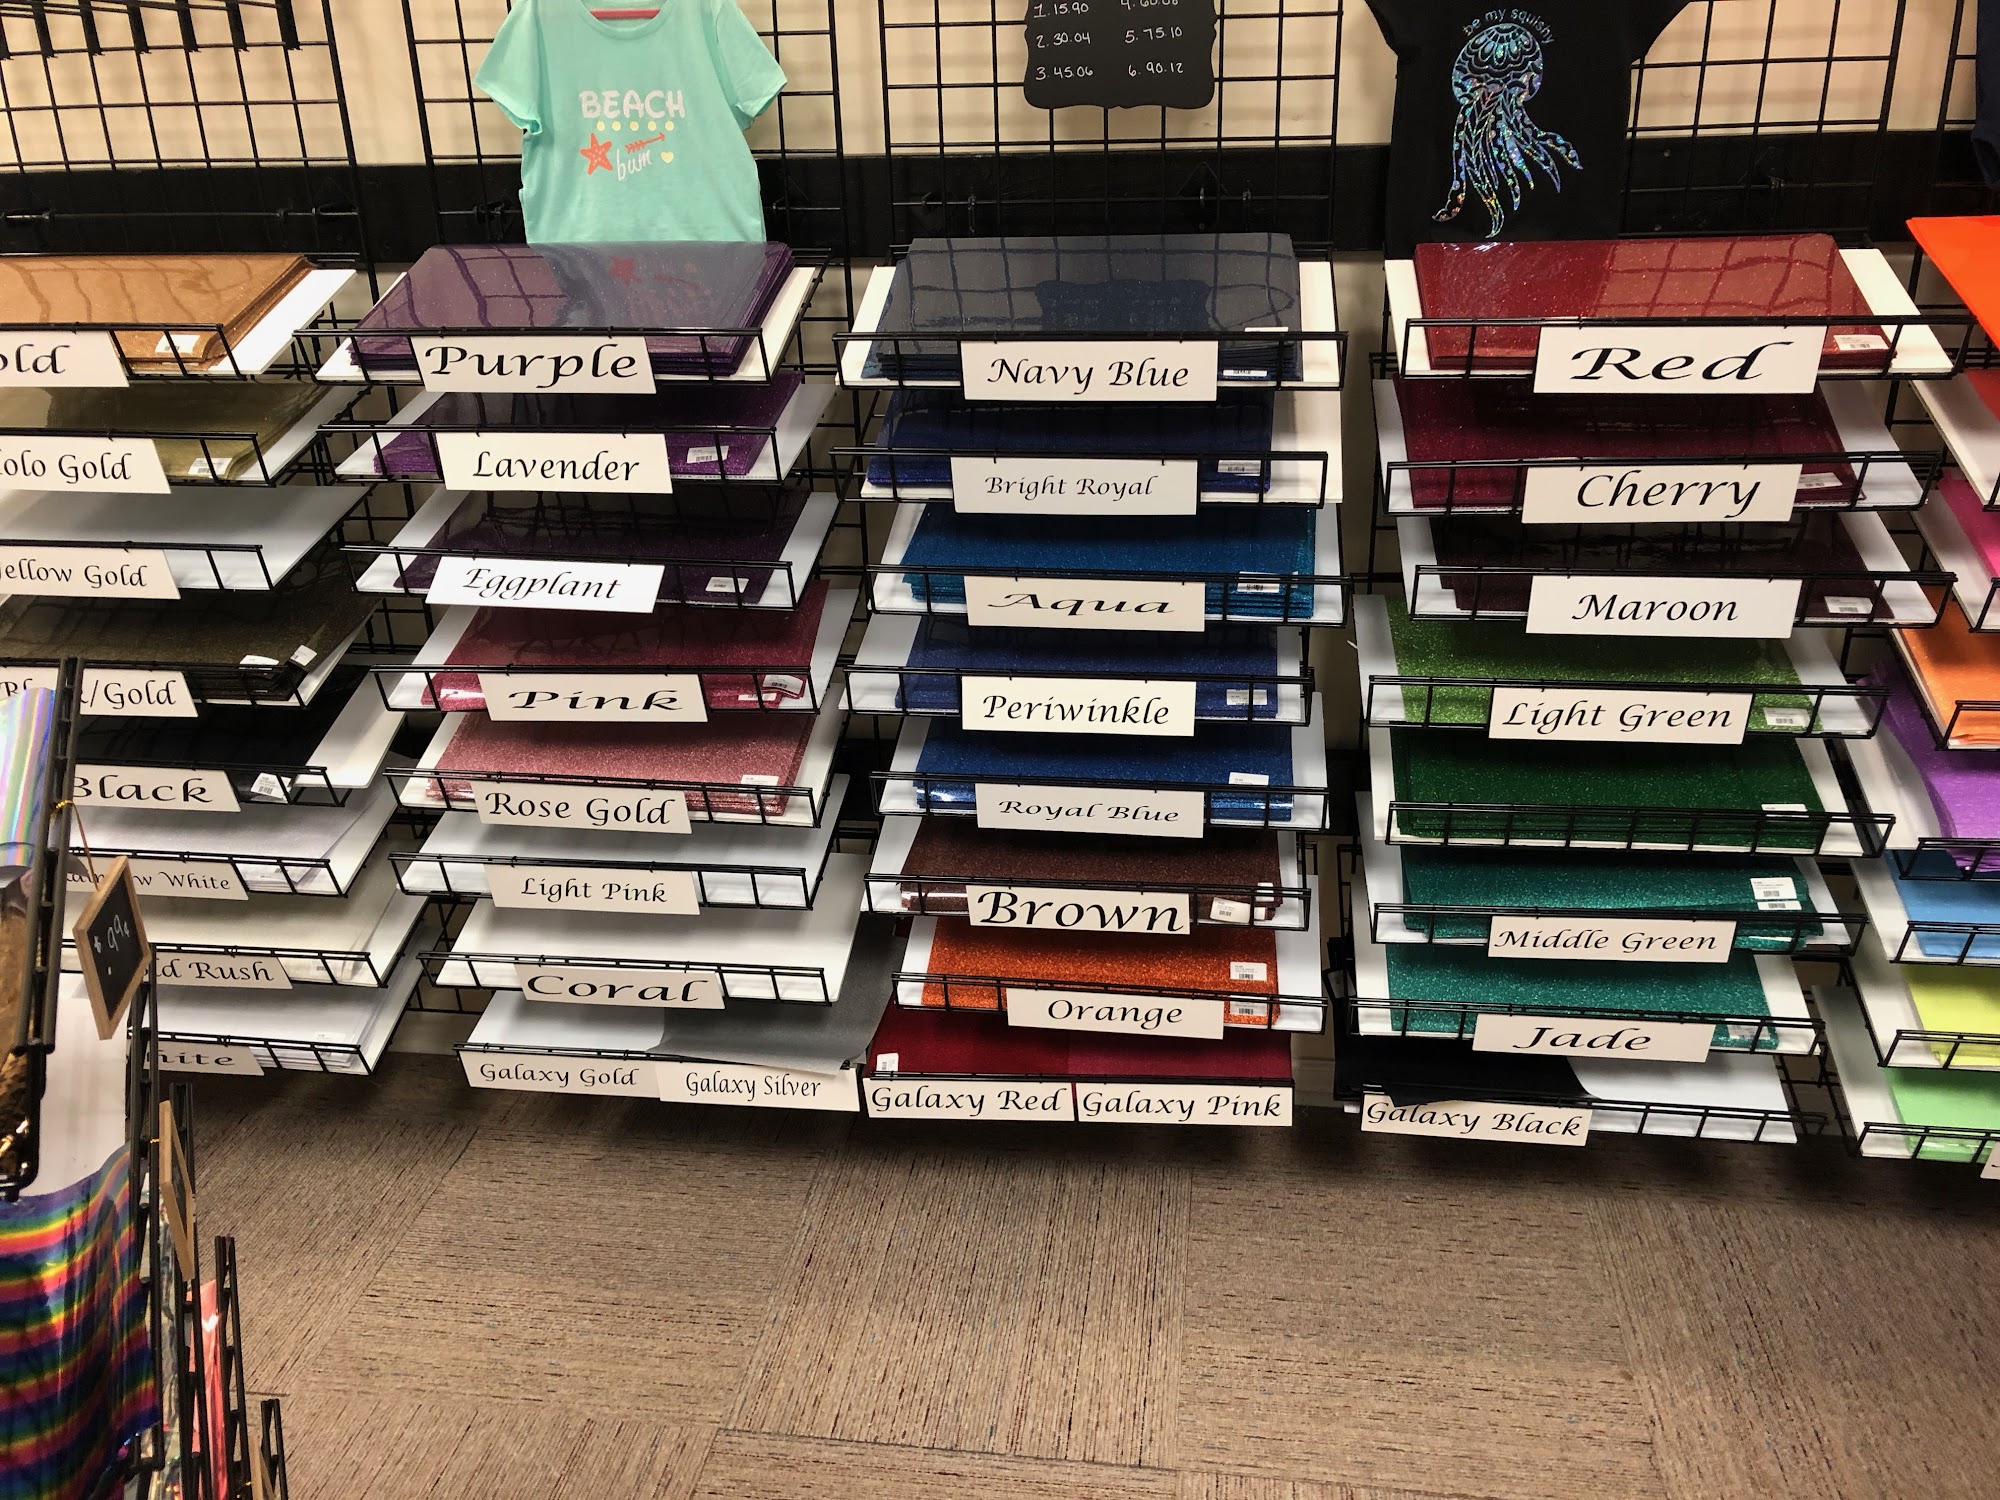 BEACH
bum
1. 15.90
2. 30.04 5. 75.10
3. 45.06 6. 90.12
be my squishy
Purple
Lavender
Eggplant
Pink
Rose Gold
Light Pink
Coral
Galaxy Gold
Galaxy Silver
Navy Blue
Bright Royal
Aqua
Periwinkle
Royal Blue
Brown
Orange
Galaxy Red
Galaxy Pink
Red
Cherry
Maroon
Light Green
Middle Green
Jade
Galaxy Black
Gold
Gold
/Gold
Black
White
Rush